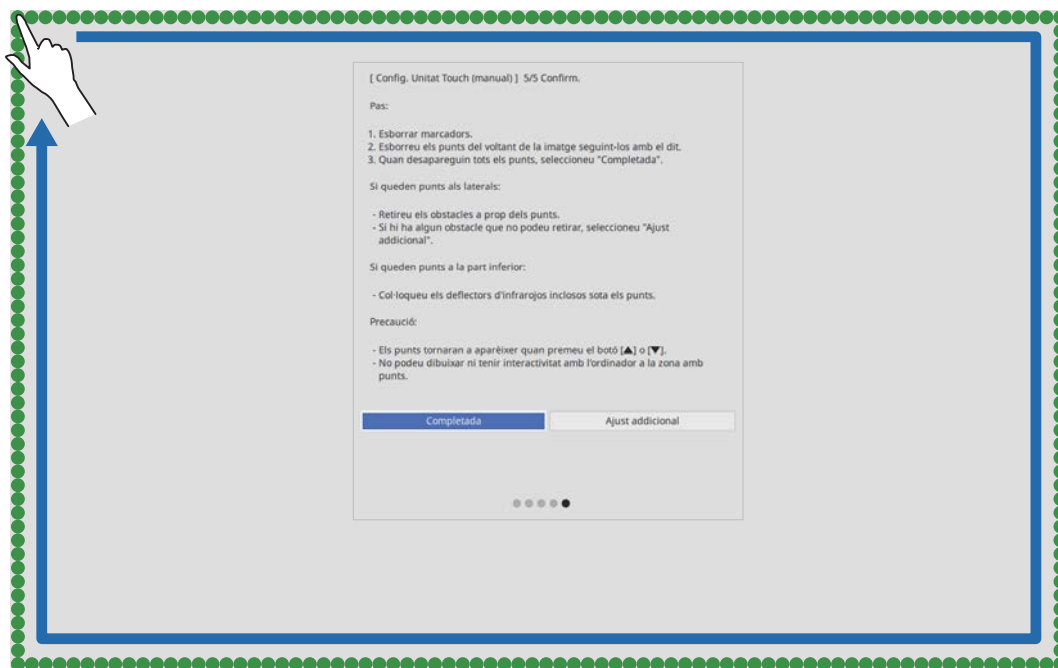 [ Config. Unitat Touch (manual) ] 5/5 Confirm.
Pas:
1. Esborrar marcadors.
2. Esborreu els punts del voltant de la imatge seguint-los amb el dit.
3. Quan desapareguin tots els punts, seleccioneu "Completada".
Si queden punts als laterals:
- Retireu els obstacles a prop dels punts.
- Si hi ha algun obstacle que no podeu retirar, seleccioneu "Ajust
addicional".
Si queden punts a la part inferior:
- Col·loqueu els deflectors d'infrarojos inclosos sota els punts.
Precaució:
- Els punts tornaran a aparèixer quan premeu el botó [▲] o [▼].
- No podeu dibuixar ni tenir interactivitat amb l'ordinador a la zona amb
punts.
Completada
Ajust addicional